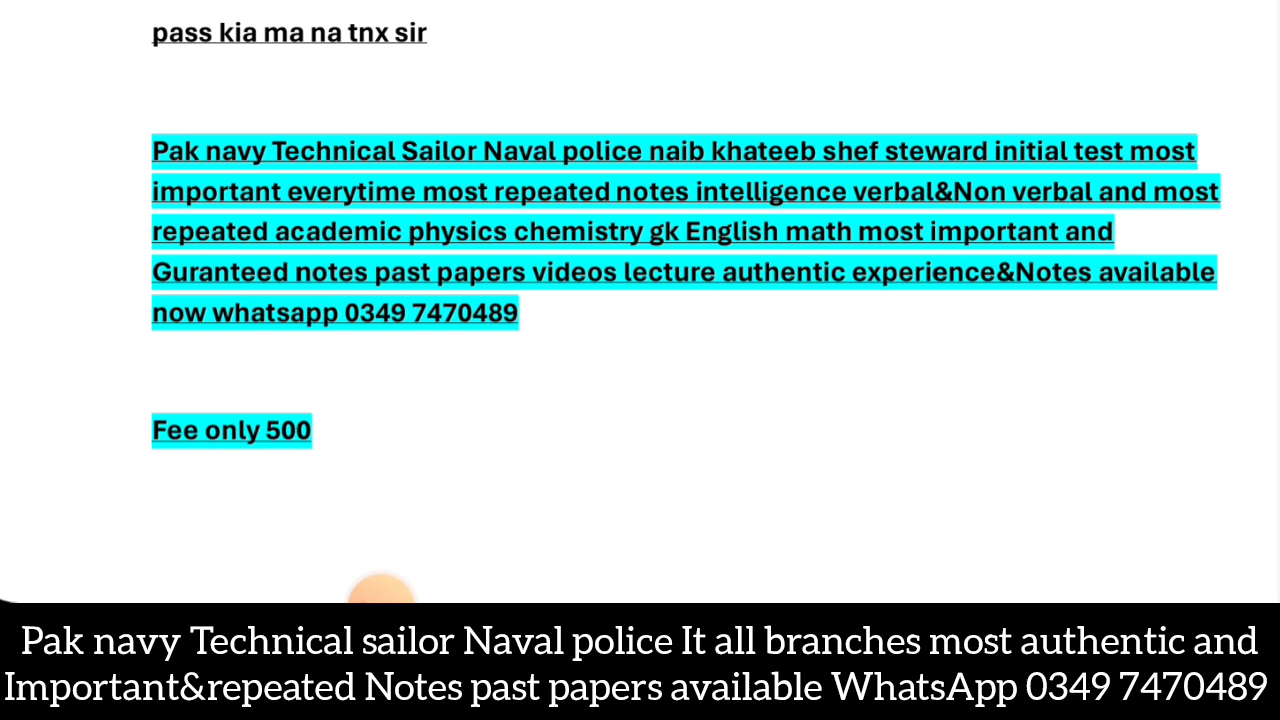 pass kia ma na tnx sir
Pak navy Technical Sailor Naval police naib khateeb shef steward initial test most
important everytime most repeated notes intelligence verbal&Non verbal and most
repeated academic physics chemistry gk English math most important and
Guranteed notes past papers videos lecture authentic experience&Notes available
now whatsapp 0349 7470489
Fee only 500
Pak navy Technical sailor Naval police It all branches most authentic and
Important&repeated Notes past papers available WhatsApp 0349 7470489